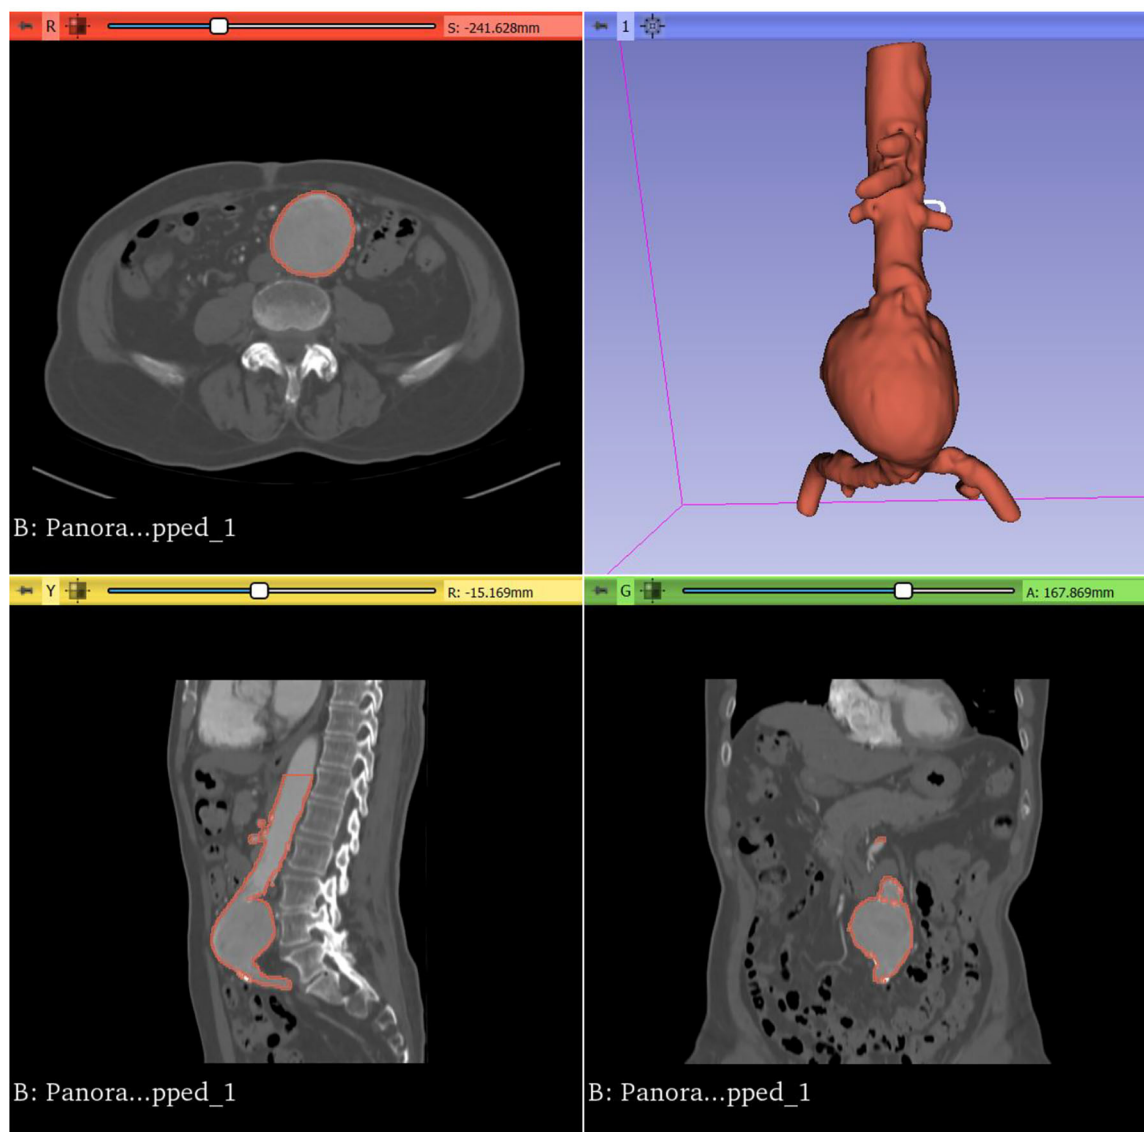 R
S: -241.628mm
1
B: Panora...pped_1
Y
R: -15.169mm
G
A: 167.869mm
B: Panora...pped_1
B: Panora...pped_1